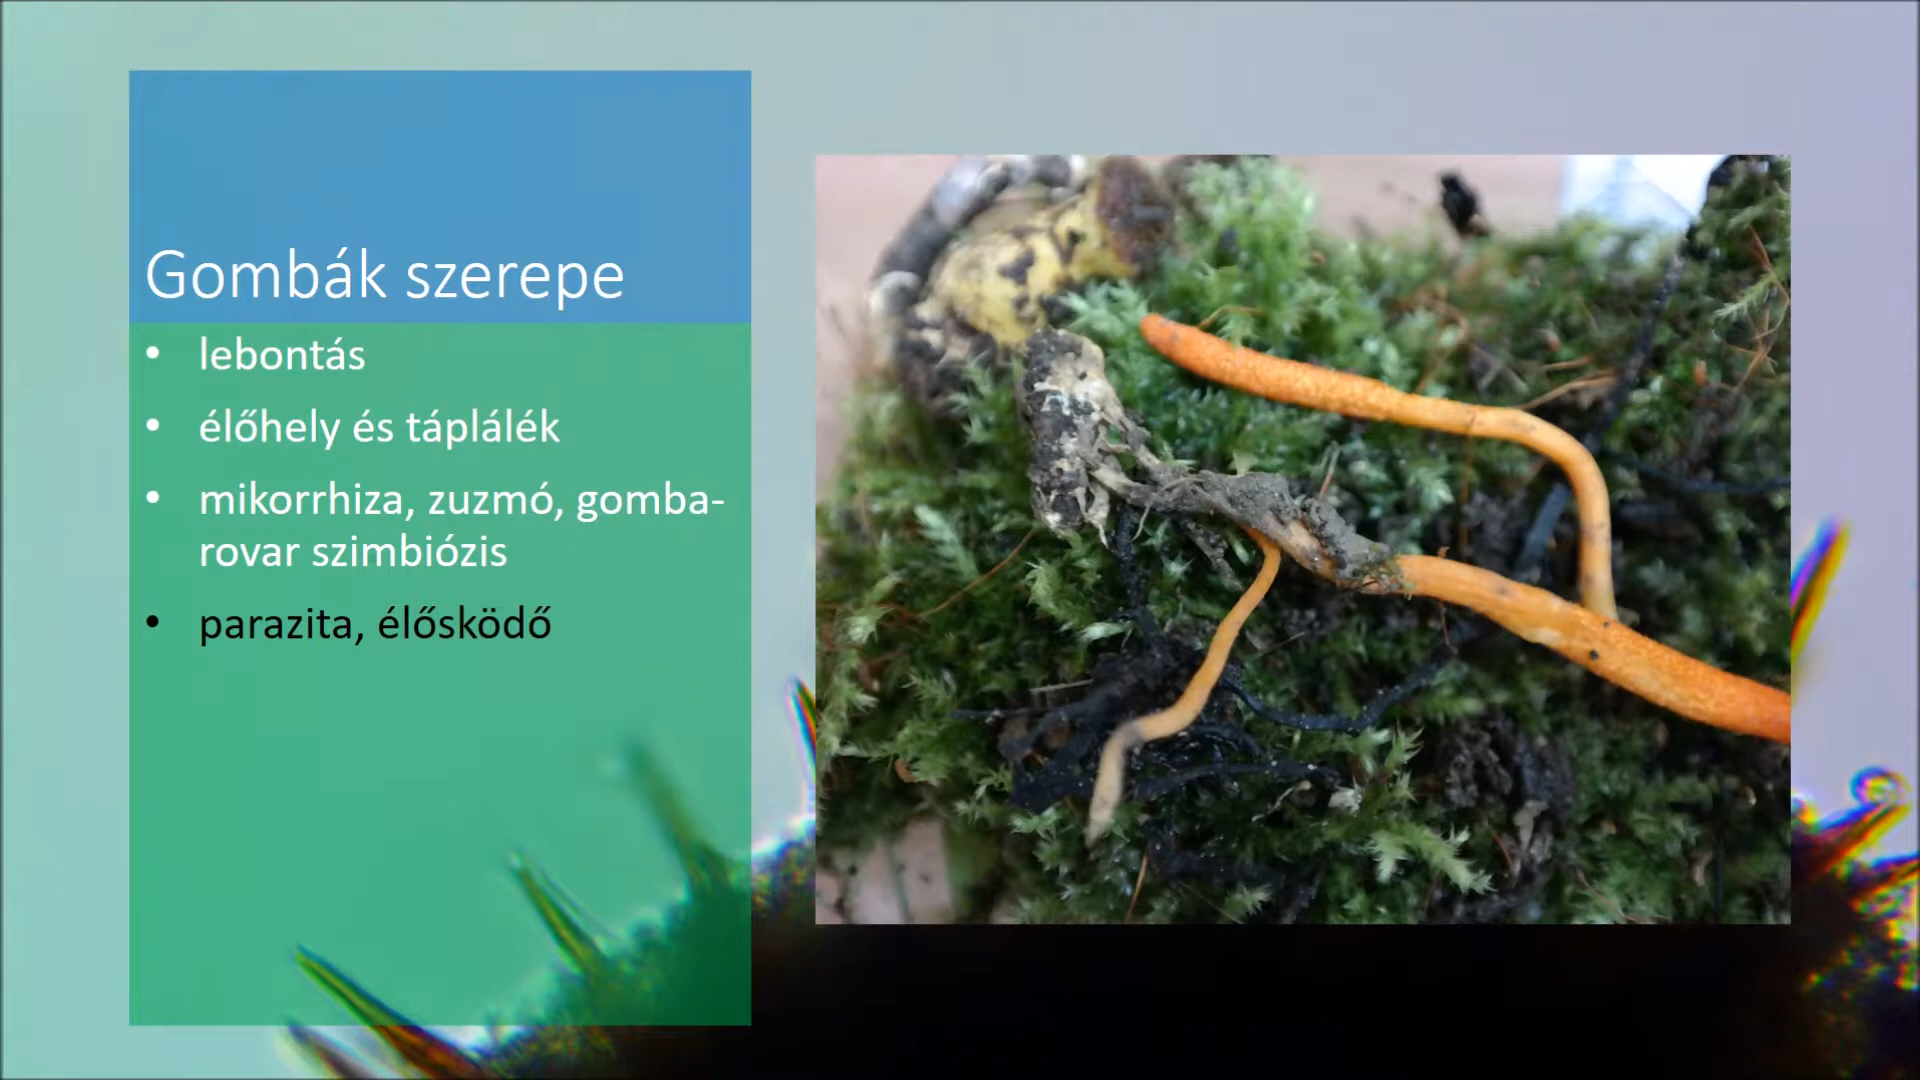 Gombák szerepe
• lebontás
• élőhely és táplálék
• mikorrhiza, zuzmó, gomba-
rovar szimbiózis
• parazita, élősködő